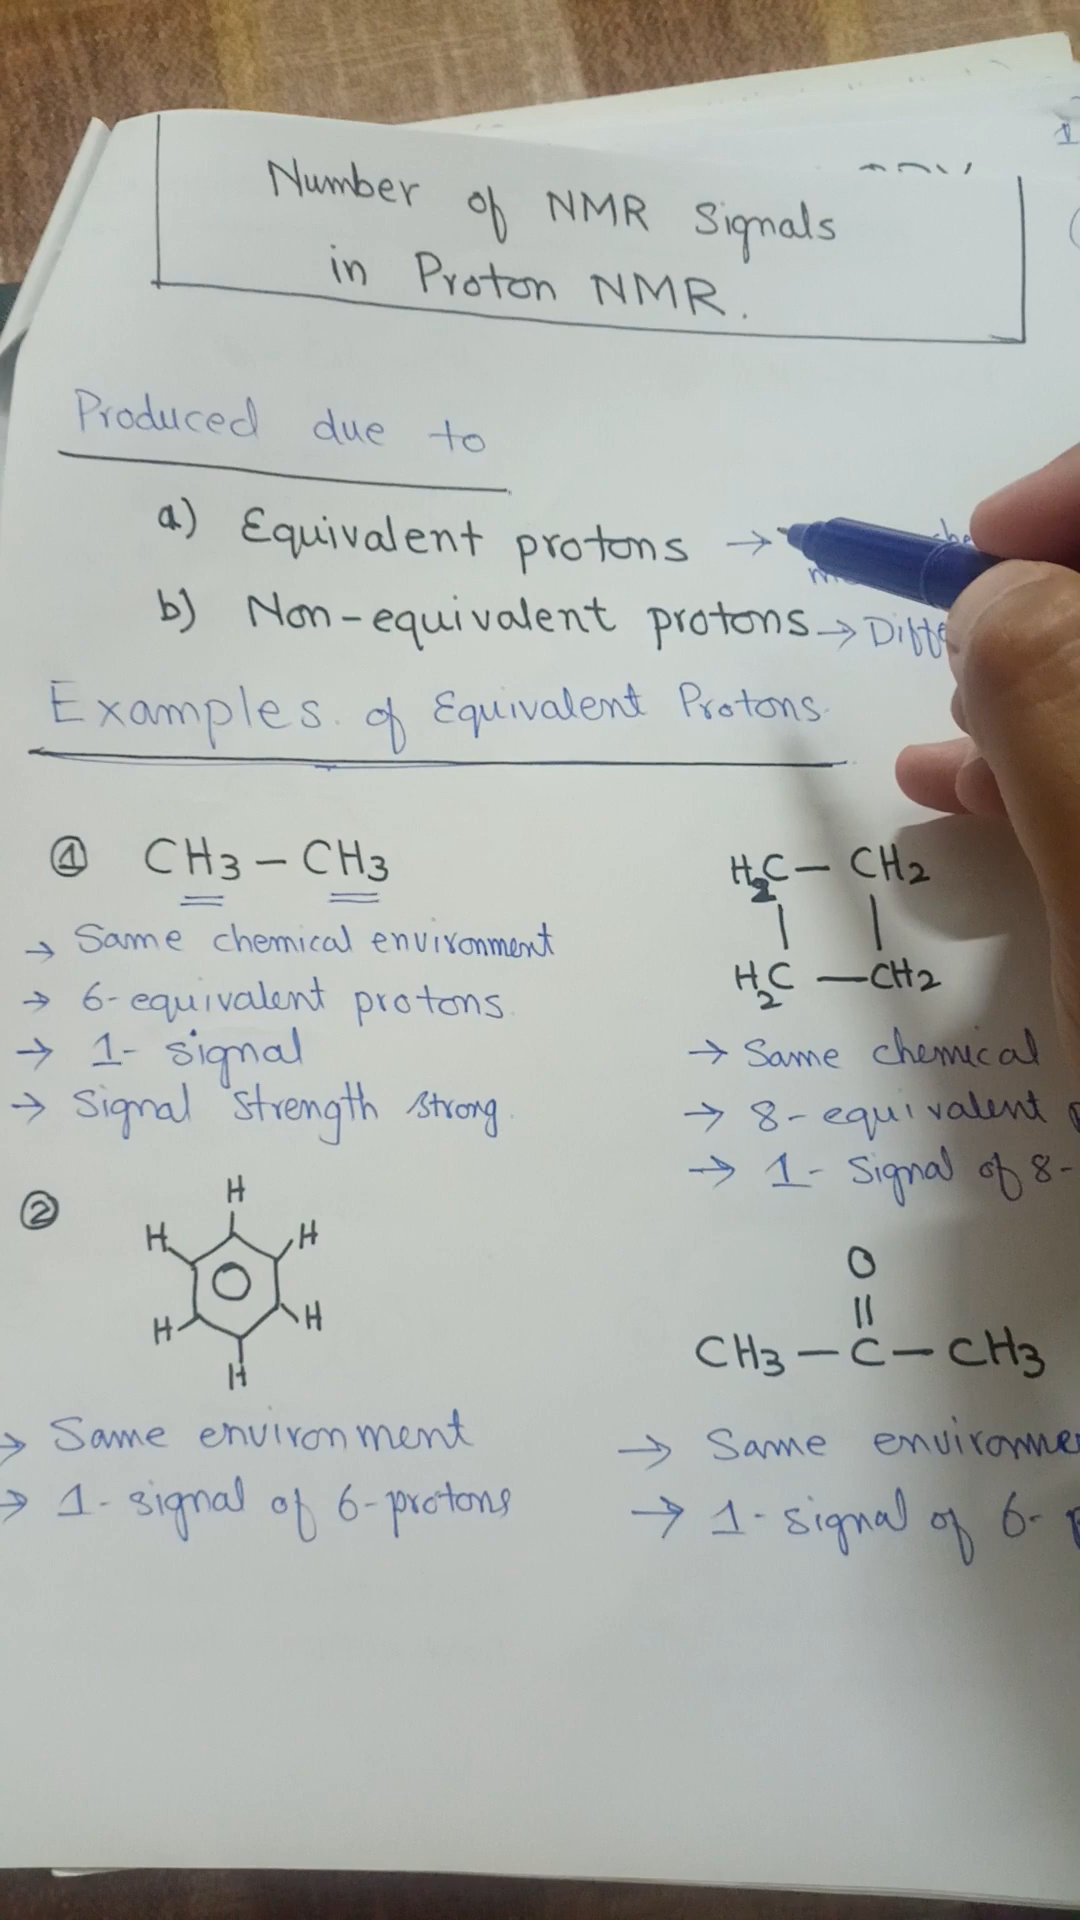 Number of NMR Signals
in Proton NMR.
Produced due to
a) Equivalent protons →
b) Non-equivalent protons →
Examples of Equivalent Protons.
① CH3 – CH3
→ Same chemical environment
→ 6-equivalent protons.
→ 1- signal
→ Signal strength strong.
H2C – CH2
| |
H2C – CH2
→ Same chemical
→ 8-equivalent
→ 1- Signal of 8-
②
H
H H
H H
H
→ Same environment
→ 1-signal of 6-protons
O
||
CH3 – C – CH3
→ Same
→ 1-signal of 6-